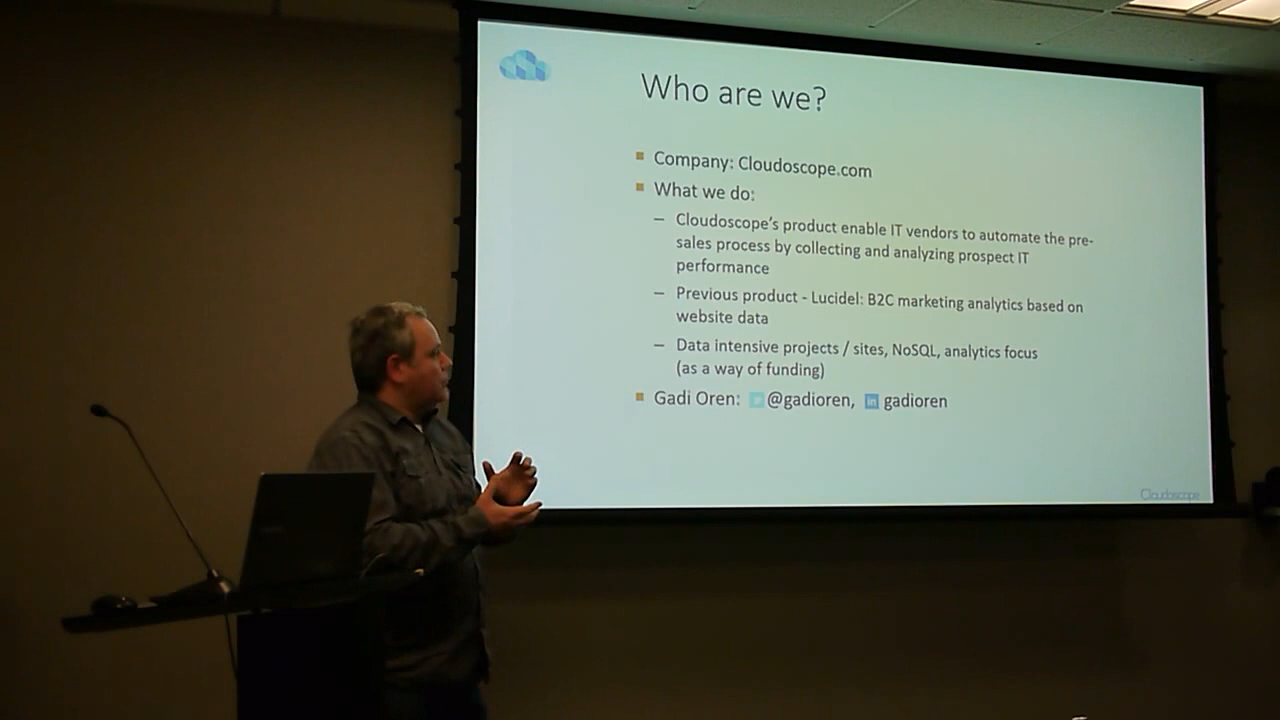 Who are we?
Company: Cloudoscope.com
What we do:
– Cloudoscope's product enable IT vendors to automate the pre-
sales process by collecting and analyzing prospect IT
performance
– Previous product - Lucidel: B2C marketing analytics based on
website data
– Data intensive projects / sites, NoSQL, analytics focus
(as a way of funding)
Gadi Oren: @gadioren, in gadioren
Cloudoscope